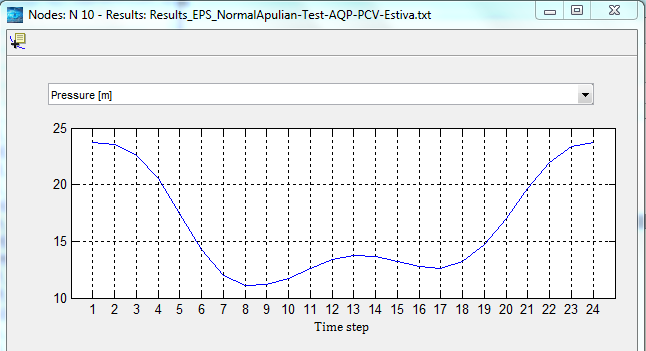 Nodes: N 10 - Results: Results_EPS_NormalApulian-Test-AQP-PCV-Estiva.txt
Pressure [m]
25
20
15
10
1 2 3 4 5 6 7 8 9 10 11 12 13 14 15 16 17 18 19 20 21 22 23 24
Time step